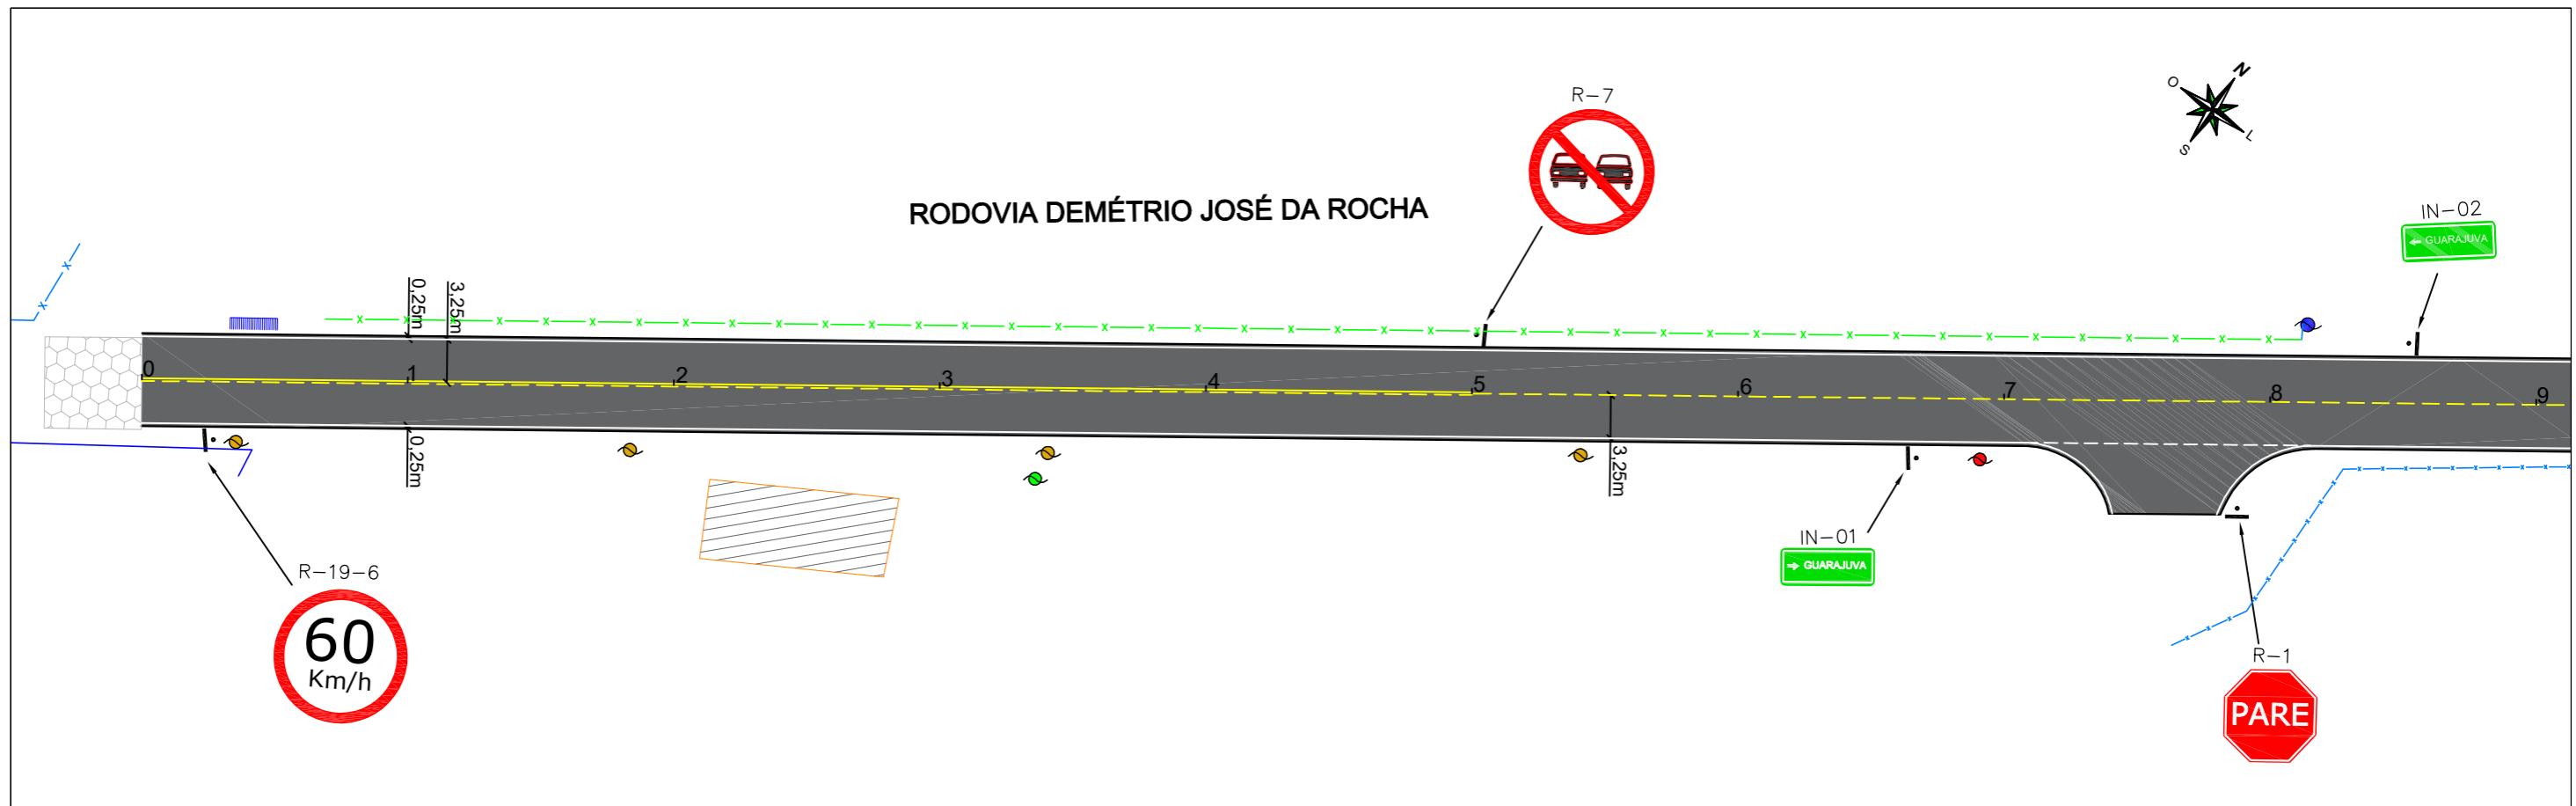 R-7
N
O
L
S
IN-02
← GUARAJUVA
RODOVIA DEMÉTRIO JOSÉ DA ROCHA
0,25m
3,25m
0
1
2
3
4
5
6
7
8
9
0,25m
3,25m
IN-01
→ GUARAJUVA
R-19-6
60
Km/h
R-1
PARE